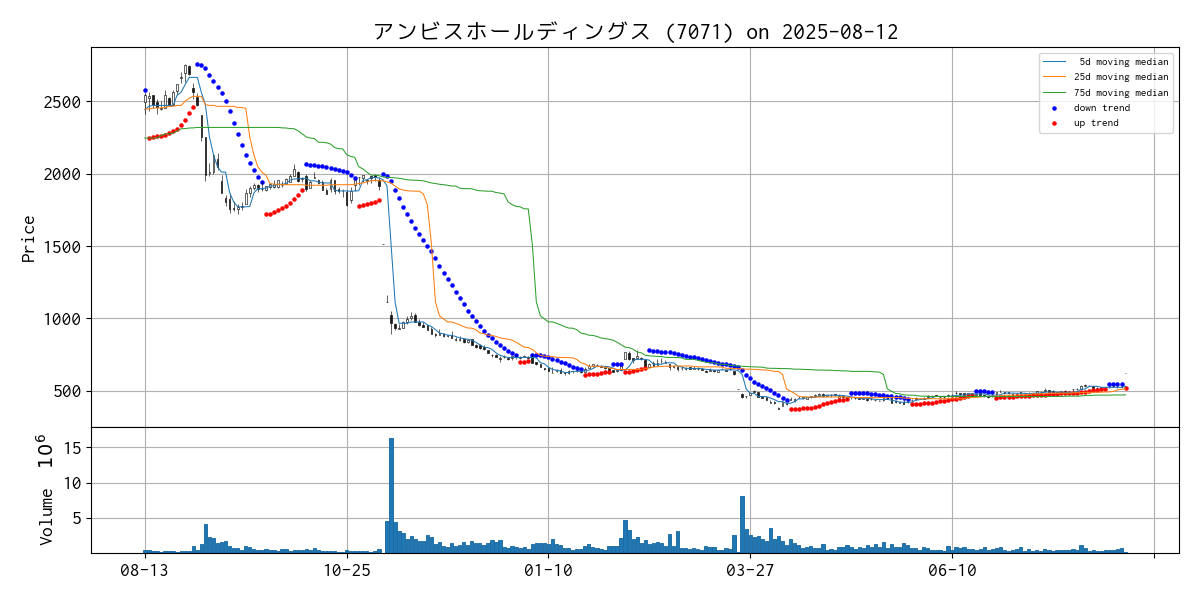 アンビスホールディングス (7071) on 2025-08-12
5d moving median
25d moving median
75d moving median
down trend
up trend
Price
2500
2000
1500
1000
500
Volume 10^6
15
10
5
08-13 10-25 01-10 03-27 06-10